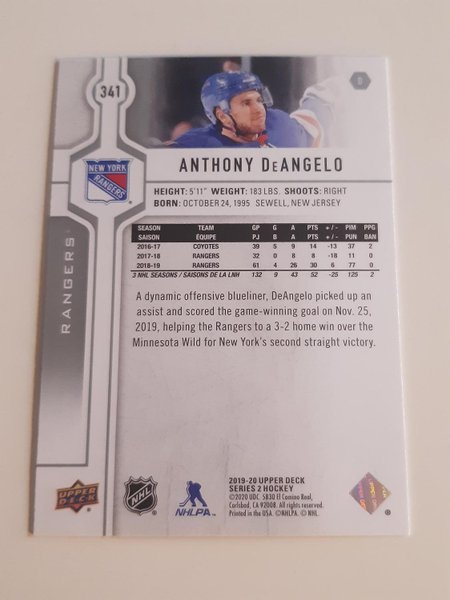 341
D
NEW YORK
RANGERS
ANTHONY DeANGELO
HEIGHT: 5'11" WEIGHT: 183 LBS. SHOOTS: RIGHT
BORN: OCTOBER 24, 1995 SEWELL, NEW JERSEY
SEASON TEAM GP G A PTS +/- PIM PPG
SAISON ÉQUIPE PJ B A PTS +/- PUN BAN
2016-17 COYOTES 39 5 9 14 -13 37 2
2017-18 RANGERS 32 0 8 8 -18 11 0
2018-19 RANGERS 61 4 26 30 6 77 0
3 NHL SEASONS / SAISONS DE LA LNH 132 9 43 52 -25 125 2
A dynamic offensive blueliner, DeAngelo picked up an
assist and scored the game-winning goal on Nov. 25,
2019, helping the Rangers to a 3-2 home win over the
Minnesota Wild for New York's second straight victory.
RANGERS
UPPER DECK
NHL
NHLPA
2019-20 UPPER DECK
SERIES 2 HOCKEY
©2020 UDC. 5830 El Camino Real,
Carlsbad, CA 92008. All rights reserved.
Printed in the USA. ©NHLPA. © NHL.
UPPER DECK